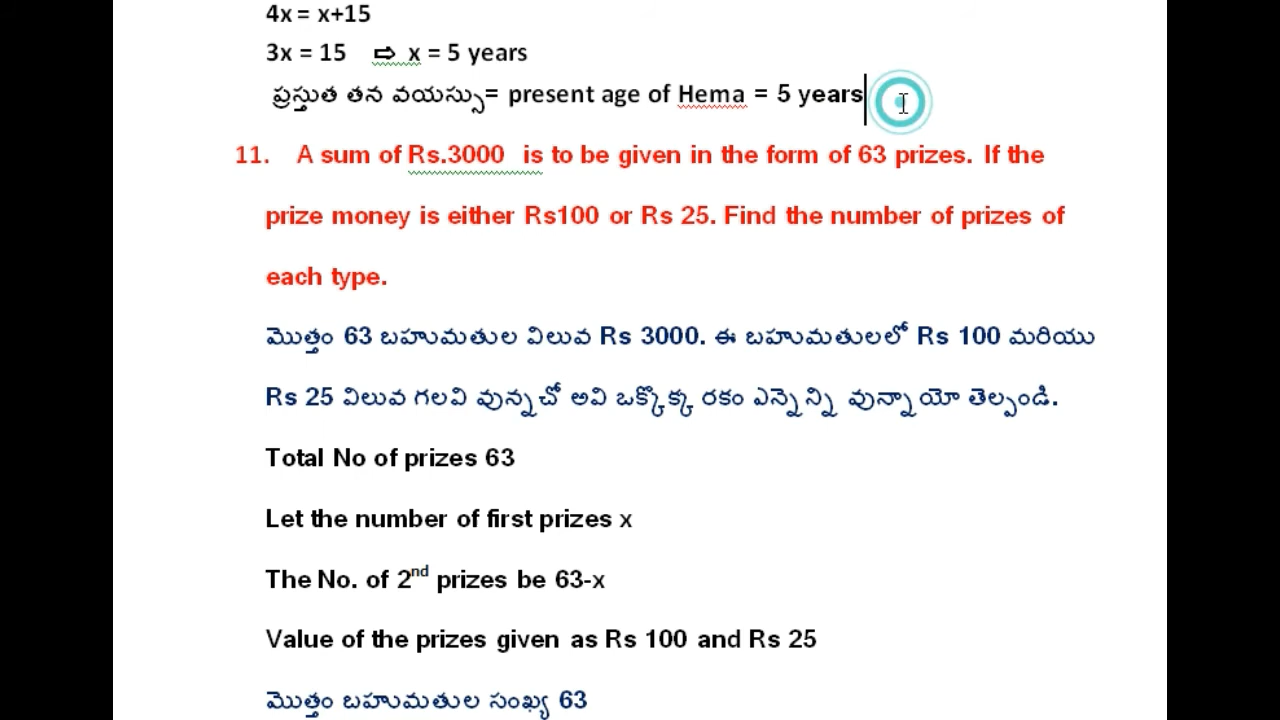 4x = x+15
3x = 15 ⇨ x = 5 years
ప్రస్తుత తన వయస్సు= present age of Hema = 5 years
11. A sum of Rs.3000 is to be given in the form of 63 prizes. If the
prize money is either Rs100 or Rs 25. Find the number of prizes of
each type.
మొత్తం 63 బహుమతుల విలువ Rs 3000. ఈ బహుమతులలో Rs 100 మరియు
Rs 25 విలువ గలవి వున్నచో అవి ఒక్కొక్క రకం ఎన్నెన్ని వున్నాయో తెల్పండి.
Total No of prizes 63
Let the number of first prizes x
The No. of 2nd prizes be 63-x
Value of the prizes given as Rs 100 and Rs 25
మొత్తం బహుమతుల సంఖ్య 63